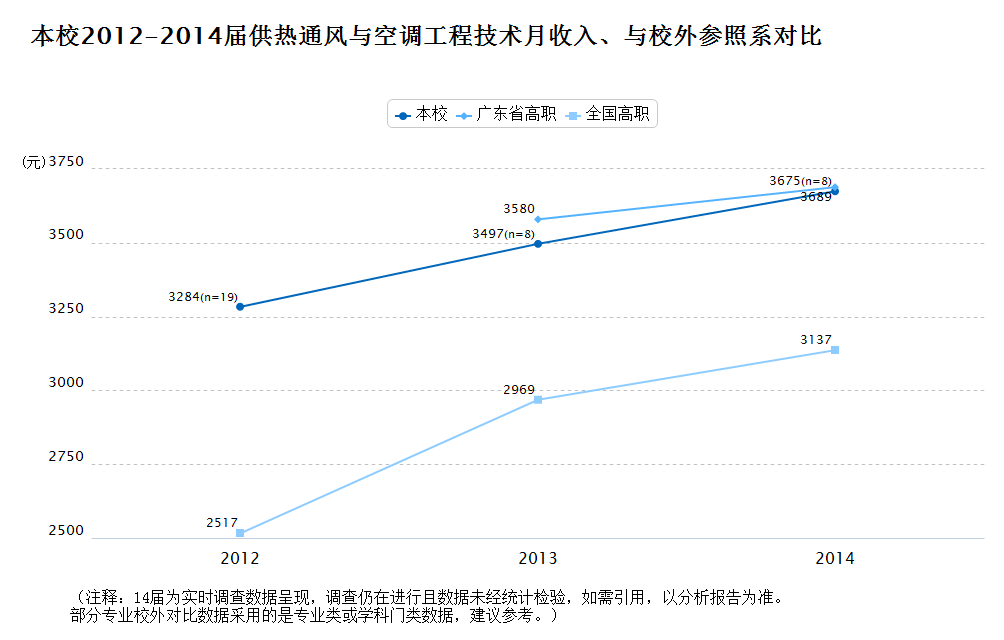 本校2012-2014届供热通风与空调工程技术月收入、与校外参照系对比
本校 广东省高职 全国高职
(元) 3750
3675(n=8)
3689
3580
3500
3497(n=8)
3284(n=19)
3250
3137
3000
2969
2750
2517
2500
2012 2013 2014
（注释：14届为实时调查数据呈现，调查仍在进行且数据未经统计检验，如需引用，以分析报告为准。
部分专业校外对比数据采用的是专业类或学科门类数据，建议参考。）